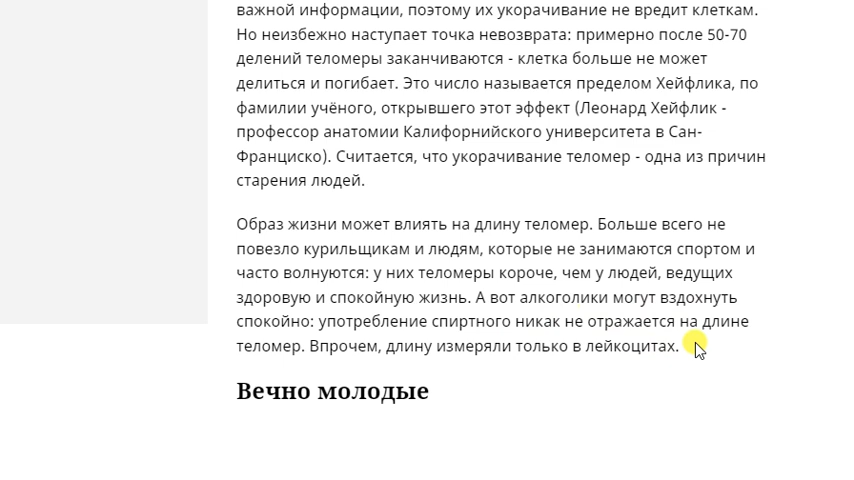 важной информации, поэтому их укорачивание не вредит клеткам.
Но неизбежно наступает точка невозврата: примерно после 50-70
делений теломеры заканчиваются - клетка больше не может
делиться и погибает. Это число называется пределом Хейфлика, по
фамилии учёного, открывшего этот эффект (Леонард Хейфлик -
профессор анатомии Калифорнийского университета в Сан-
Франциско). Считается, что укорачивание теломер - одна из причин
старения людей.
Образ жизни может влиять на длину теломер. Больше всего не
повезло курильщикам и людям, которые не занимаются спортом и
часто волнуются: у них теломеры короче, чем у людей, ведущих
здоровую и спокойную жизнь. А вот алкоголики могут вздохнуть
спокойно: употребление спиртного никак не отражается на длине
теломер. Впрочем, длину измеряли только в лейкоцитах.
Вечно молодые